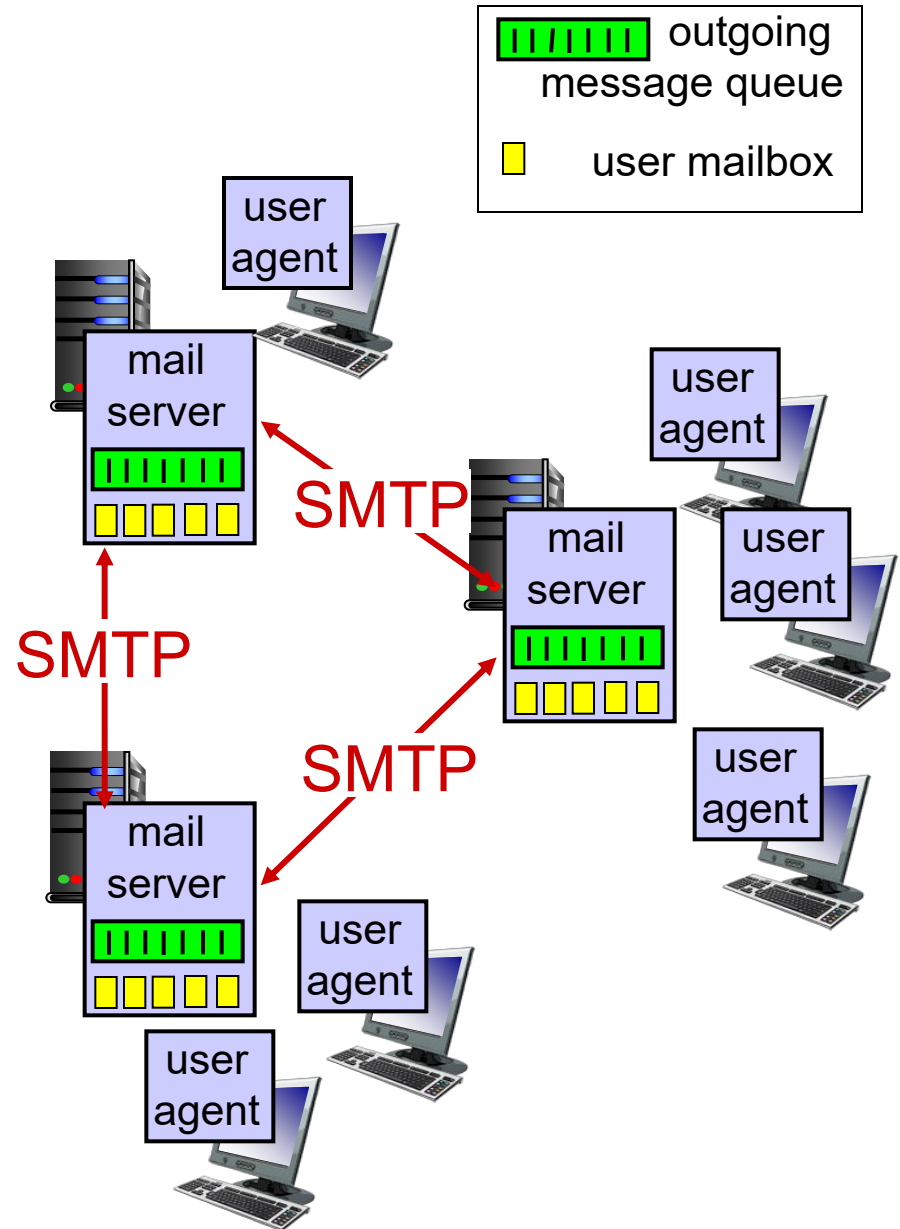 outgoing
message queue
user mailbox
user
agent
mail
server
user
agent
SMTP
mail
server
user
agent
SMTP
user
agent
SMTP
mail
server
user
agent
user
agent